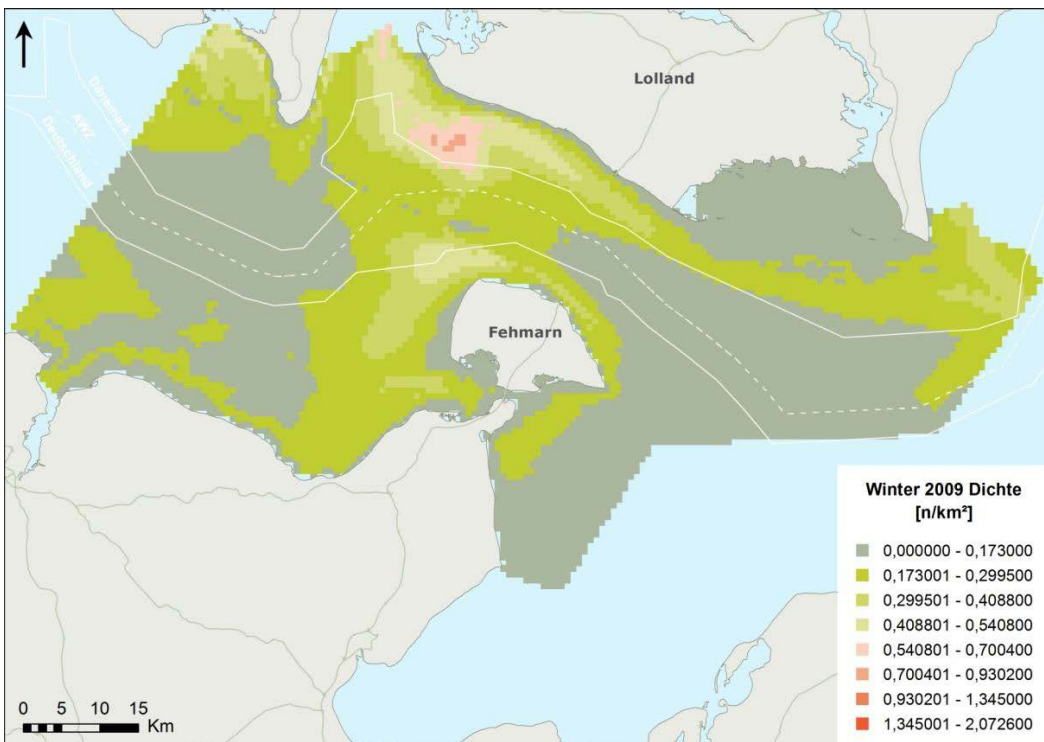 Lolland
Dänemark
AWZ
Deutschland
Fehmarn
Winter 2009 Dichte
[n/km²]
0,000000 - 0,173000
0,173001 - 0,299500
0,299501 - 0,408800
0,408801 - 0,540800
0,540801 - 0,700400
0,700401 - 0,930200
0,930201 - 1,345000
1,345001 - 2,072600
0 5 10 15
Km